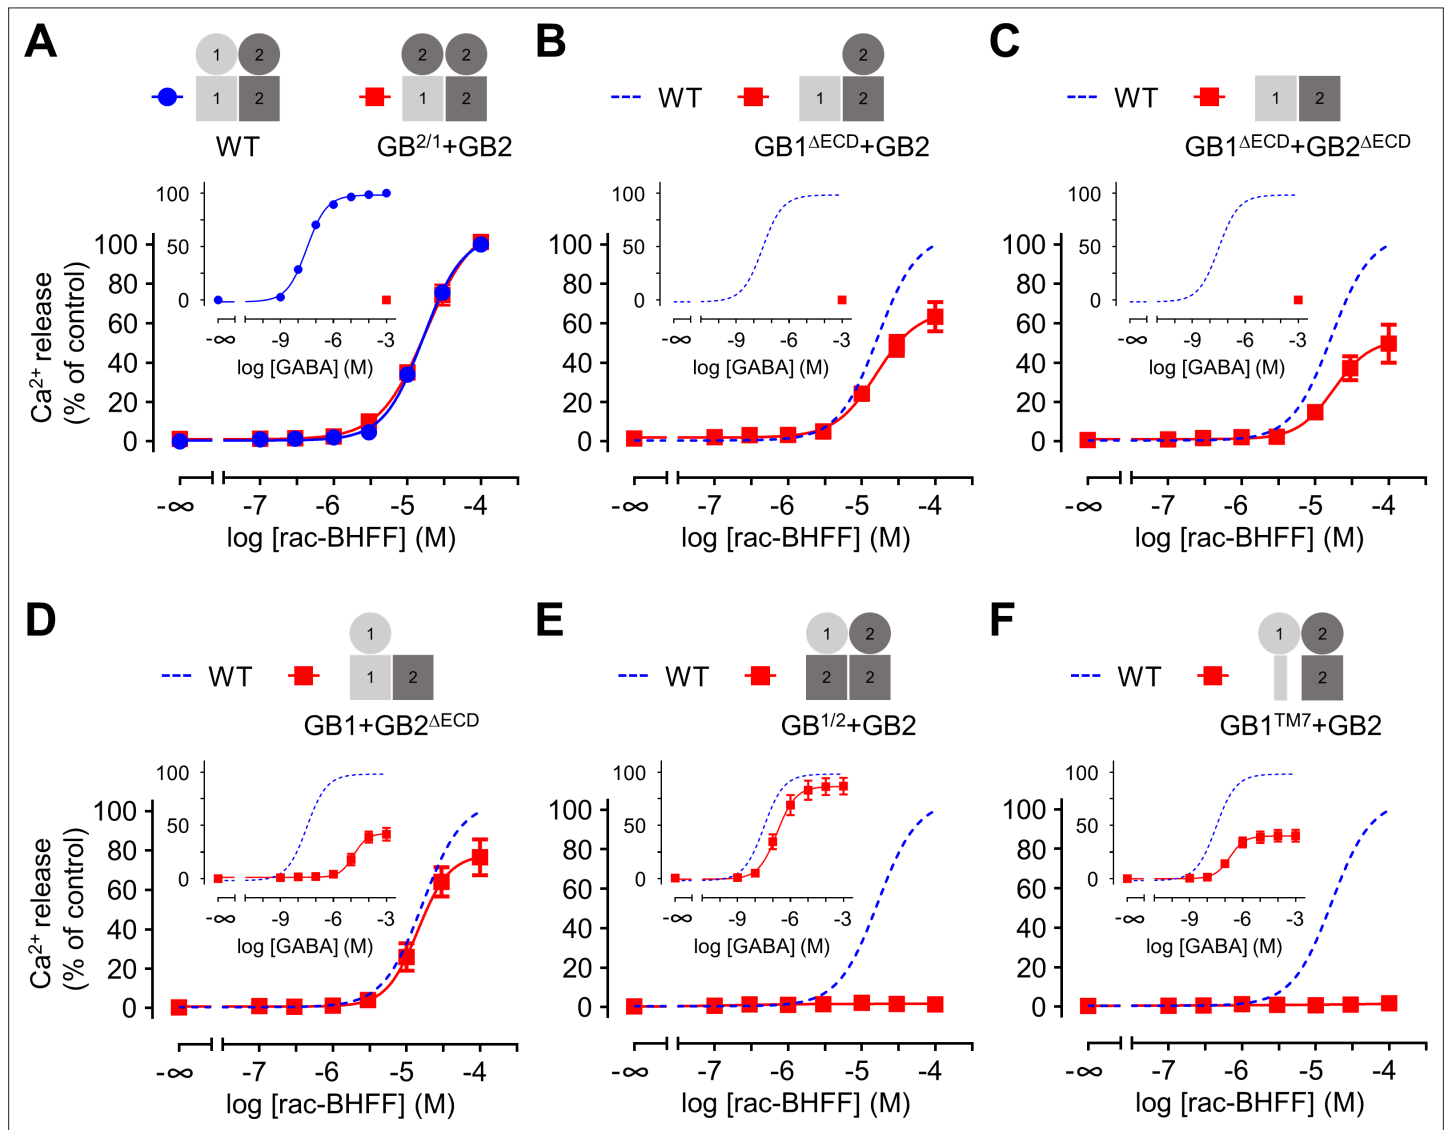 A
1 2
1 2
WT
2 2
1 2
GB2/1+GB2
100
50
0
-∞ -9 -6 -3
log [GABA] (M)
Ca2+ release
(% of control)
100
80
60
40
20
0
-∞ -7 -6 -5 -4
log [rac-BHFF] (M)
B
WT
2
1 2
GB1ΔECD+GB2
100
50
0
-∞ -9 -6 -3
log [GABA] (M)
100
80
60
40
20
0
-∞ -7 -6 -5 -4
log [rac-BHFF] (M)
C
WT
1 2
GB1ΔECD+GB2ΔECD
100
50
0
-∞ -9 -6 -3
log [GABA] (M)
100
80
60
40
20
0
-∞ -7 -6 -5 -4
log [rac-BHFF] (M)
D
WT
1
1 2
GB1+GB2ΔECD
100
50
0
-∞ -9 -6 -3
log [GABA] (M)
Ca2+ release
(% of control)
100
80
60
40
20
0
-∞ -7 -6 -5 -4
log [rac-BHFF] (M)
E
WT
1 2
2 2
GB1/2+GB2
100
50
0
-∞ -9 -6 -3
log [GABA] (M)
100
80
60
40
20
0
-∞ -7 -6 -5 -4
log [rac-BHFF] (M)
F
WT
1 2
2
GB1TM7+GB2
100
50
0
-∞ -9 -6 -3
log [GABA] (M)
100
80
60
40
20
0
-∞ -7 -6 -5 -4
log [rac-BHFF] (M)